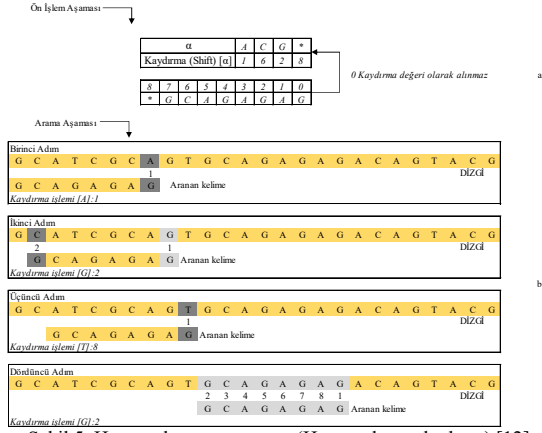 Ön İşlem Aşaması
α A C G *
Kaydırma (Shift) [α] 1 6 2 8
0 Kaydırma değeri olarak alınmaz
a
8 7 6 5 4 3 2 1 0
* G C A G A G A G
Arama Aşaması
Birinci Adım
G C A T C G C A G T G C A G A G A G A C A G T A C G
1 DİZGİ
G C A G A G A G Aranan kelime
Kaydırma işlemi [A]:1
İkinci Adım
G C A T C G C A G T G C A G A G A G A C A G T A C G
2 1 DİZGİ
G C A G A G A G Aranan kelime
Kaydırma işlemi [G]:2
b
Üçüncü Adım
G C A T C G C A G T G C A G A G A G A C A G T A C G
1 DİZGİ
G C A G A G A G Aranan kelime
Kaydırma işlemi [T]:8
Dördüncü Adım
G C A T C G C A G T G C A G A G A G A C A G T A C G
2 3 4 5 6 7 8 1 DİZGİ
G C A G A G A G Aranan kelime
Kaydırma işlemi [G]:2
[12]